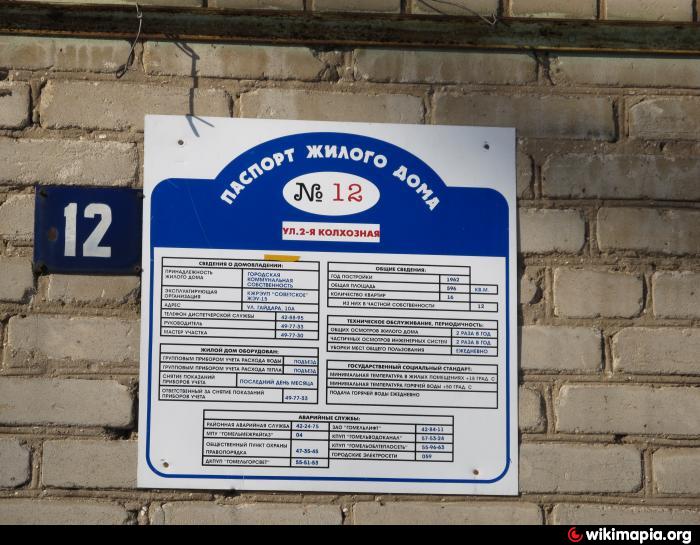 12
ПАСПОРТ ЖИЛОГО ДОМА
№ 12
УЛ.2-Я КОЛХОЗНАЯ
СВЕДЕНИЯ О ДОМОВЛАДЕНИИ:
ПРИНАДЛЕЖНОСТЬ ЖИЛОГО ДОМА ГОРОДСКАЯ КОММУНАЛЬНАЯ СОБСТВЕННОСТЬ
ЭКСПЛУАТИРУЮЩАЯ ОРГАНИЗАЦИЯ КЖРЭУП "СОВЕТСКОЕ" ЖЭУ-15
АДРЕС УЛ. ГАЙДАРА, 10А
ТЕЛЕФОН ДИСПЕТЧЕРСКОЙ СЛУЖБЫ 42-88-95
РУКОВОДИТЕЛЬ 49-77-33
МАСТЕР УЧАСТКА 49-77-30
ЖИЛОЙ ДОМ ОБОРУДОВАН:
ГРУППОВЫМ ПРИБОРОМ УЧЕТА РАСХОДА ВОДЫ ПОДЪЕЗД
ГРУППОВЫМ ПРИБОРОМ УЧЕТА РАСХОДА ТЕПЛА ПОДЪЕЗД
СНЯТИЕ ПОКАЗАНИЙ ПРИБОРОВ УЧЕТА ПОСЛЕДНИЙ ДЕНЬ МЕСЯЦА
ОТВЕТСТВЕННЫЙ ЗА СНЯТИЕ ПОКАЗАНИЙ ПРИБОРОВ УЧЕТА 49-77-33
ОБЩИЕ СВЕДЕНИЯ:
ГОД ПОСТРОЙКИ 1962
ОБЩАЯ ПЛОЩАДЬ 596 КВ.М.
КОЛИЧЕСТВО КВАРТИР 16
ИЗ НИХ В ЧАСТНОЙ СОБСТВЕННОСТИ 12
ТЕХНИЧЕСКОЕ ОБСЛУЖИВАНИЕ, ПЕРИОДИЧНОСТЬ:
ОБЩИХ ОСМОТРОВ ЖИЛОГО ДОМА 2 РАЗА В ГОД
ЧАСТИЧНЫХ ОСМОТРОВ ИНЖЕНЕРНЫХ СИСТЕМ 2 РАЗА В ГОД
УБОРКИ МЕСТ ОБЩЕГО ПОЛЬЗОВАНИЯ ЕЖЕДНЕВНО
ГОСУДАРСТВЕННЫЙ СОЦИАЛЬНЫЙ СТАНДАРТ:
МИНИМАЛЬНАЯ ТЕМПЕРАТУРА В ЖИЛЫХ ПОМЕЩЕНИЯХ +18 ГРАД. С
МИНИМАЛЬНАЯ ТЕМПЕРАТУРА ГОРЯЧЕЙ ВОДЫ +50 ГРАД. С
ПОДАЧА ГОРЯЧЕЙ ВОДЫ ЕЖЕДНЕВНО
АВАРИЙНЫЕ СЛУЖБЫ:
РАЙОННАЯ АВАРИЙНАЯ СЛУЖБА 42-24-75
МПУ "ГОМЕЛЬМЕЖРАЙГАЗ" 04
ОБЩЕСТВЕННЫЙ ПУНКТ ОХРАНЫ ПРАВОПОРЯДКА 47-35-45
ДКПУП "ГОМЕЛЬГОРСВЕТ" 55-51-53
ЗАО "ГОМЕЛЬЛИФТ" 42-84-11
КПУП "ГОМЕЛЬВОДОКАНАЛ" 57-53-24
КПУП "ГОМЕЛЬОБЛТЕПЛОСЕТЬ" 55-96-63
ГОРОДСКИЕ ЭЛЕКТРОСЕТИ 059
wikimapia.org